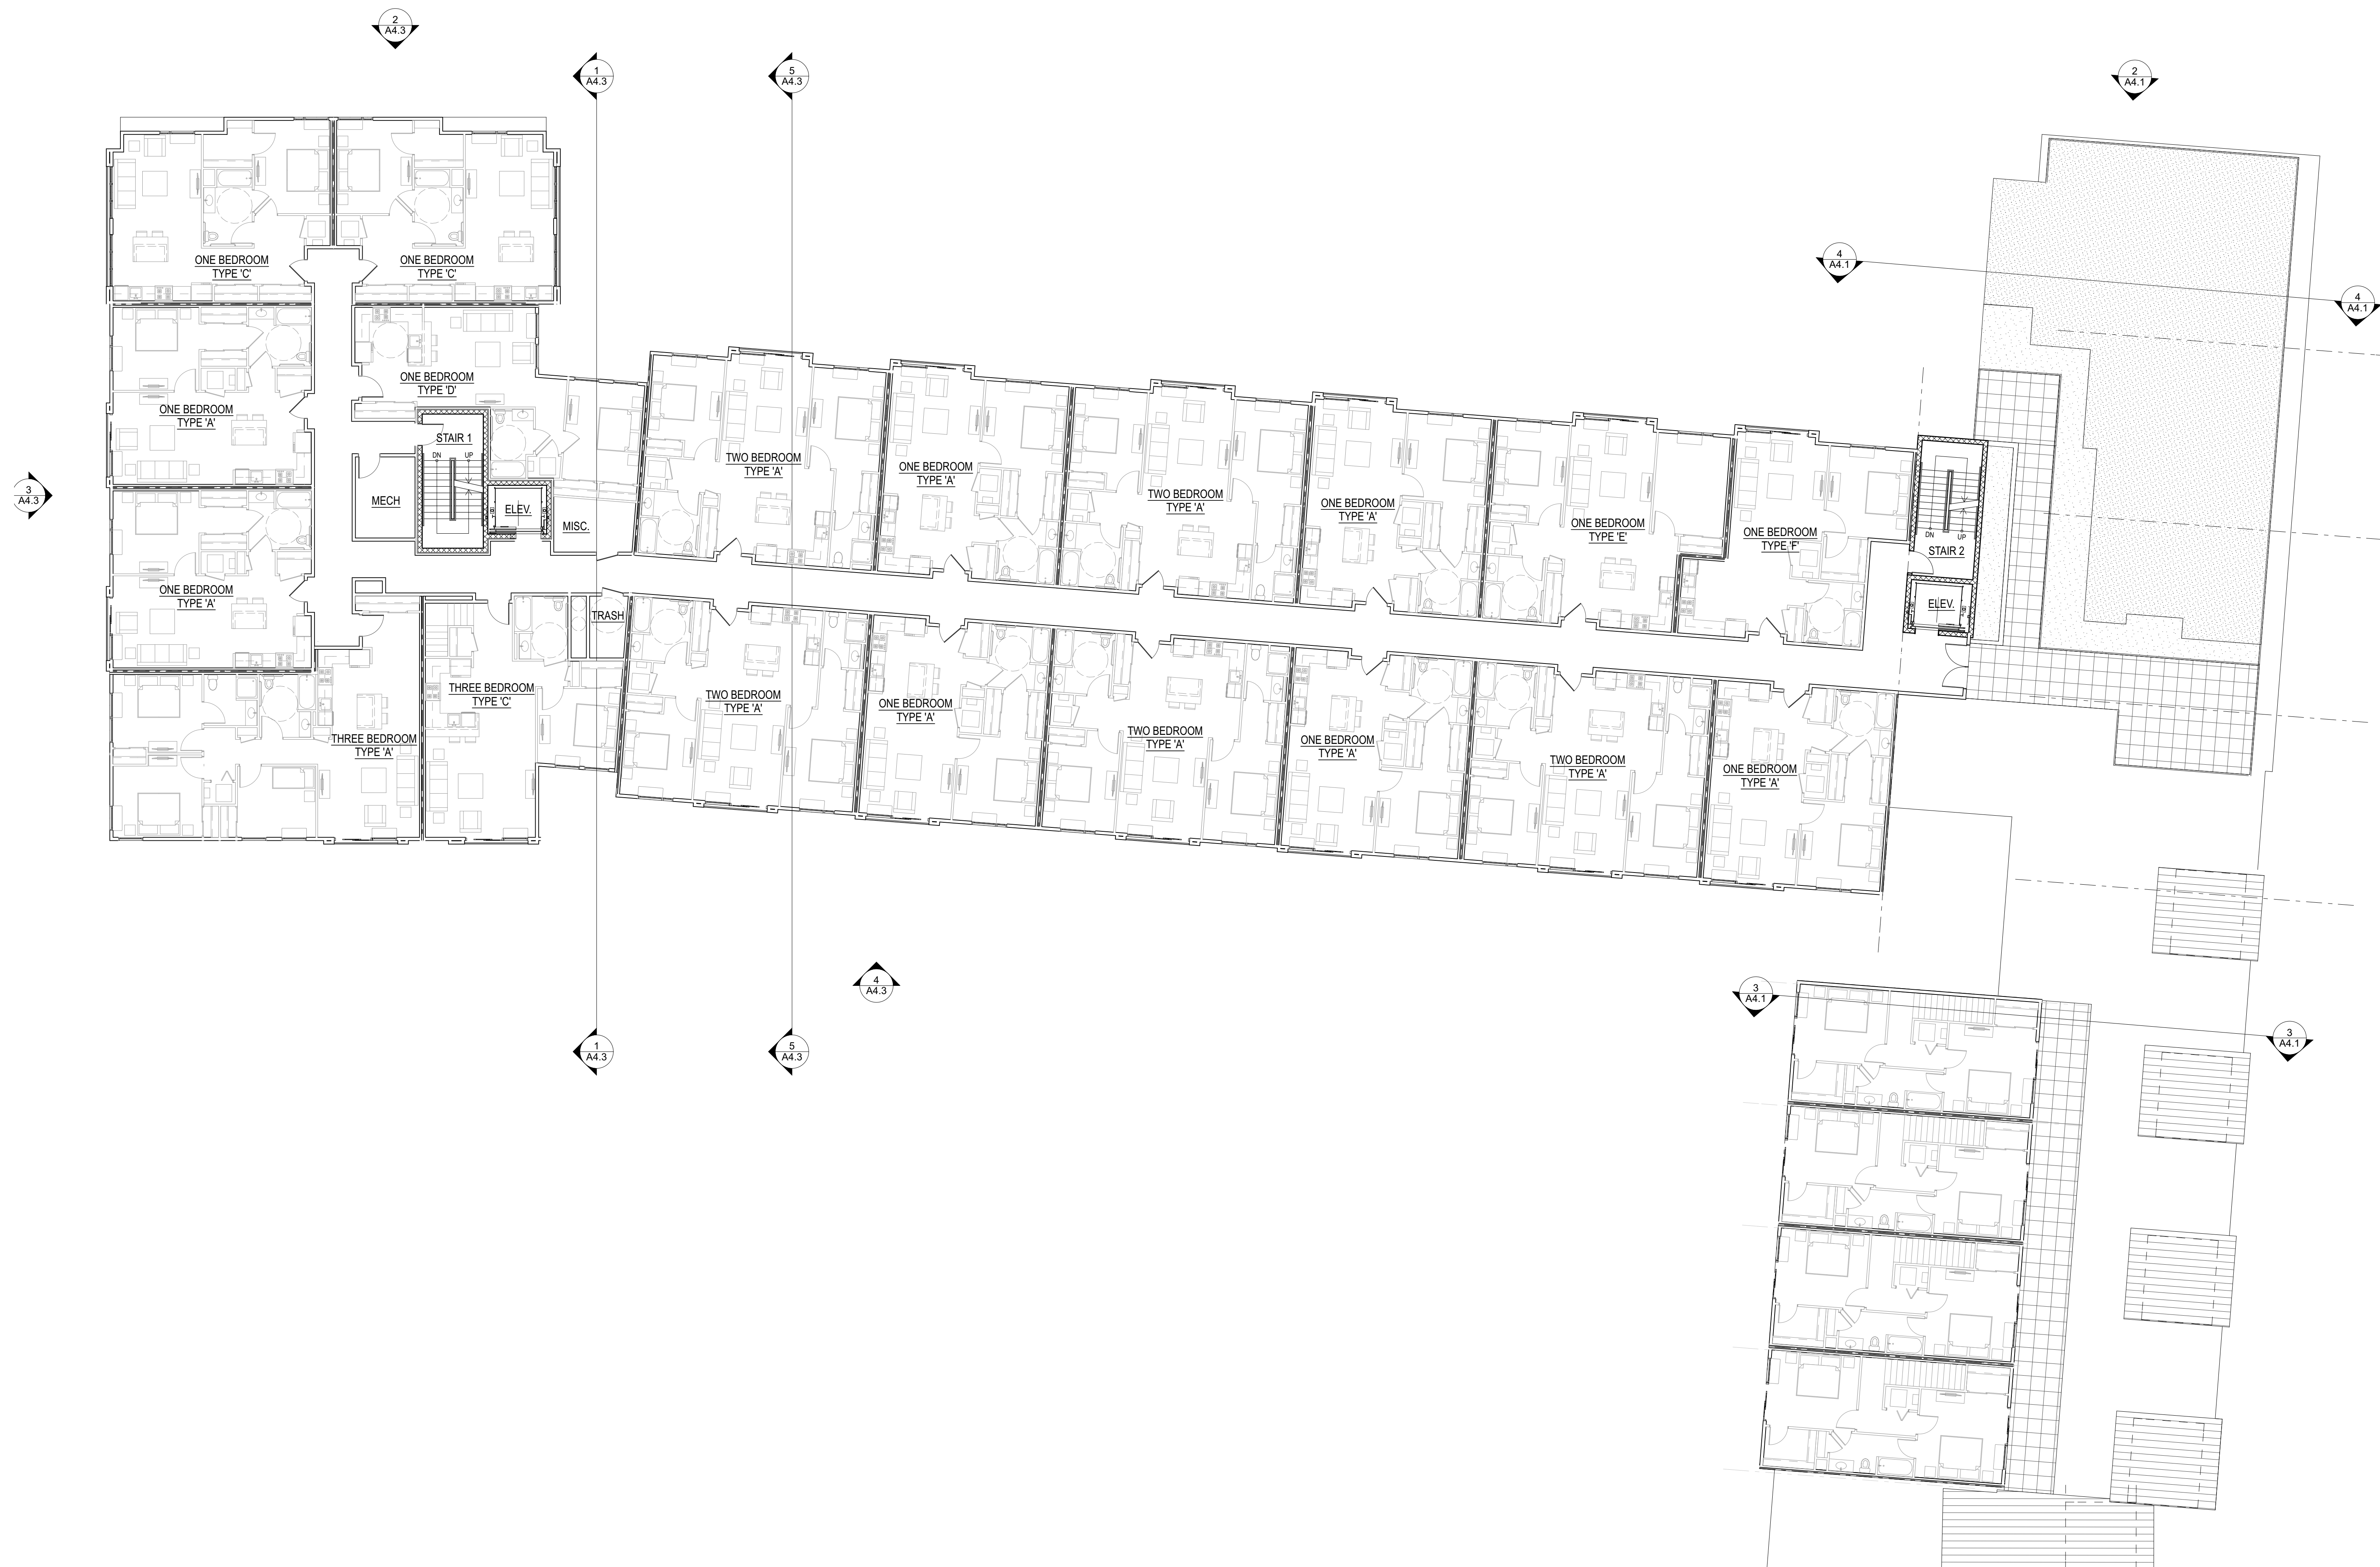 2
A4.3
1
A4.3
5
A4.3
2
A4.1
4
A4.1
4
A4.1
ONE BEDROOM
TYPE 'C'
ONE BEDROOM
TYPE 'C'
ONE BEDROOM
TYPE 'D'
ONE BEDROOM
TYPE 'A'
STAIR 1
DN
UP
MECH
ELEV.
MISC.
3
A4.3
TWO BEDROOM
TYPE 'A'
ONE BEDROOM
TYPE 'A'
TWO BEDROOM
TYPE 'A'
ONE BEDROOM
TYPE 'A'
ONE BEDROOM
TYPE 'E'
ONE BEDROOM
TYPE 'F'
DN
UP
STAIR 2
ELEV.
ONE BEDROOM
TYPE 'A'
TRASH
THREE BEDROOM
TYPE 'C'
THREE BEDROOM
TYPE 'A'
TWO BEDROOM
TYPE 'A'
ONE BEDROOM
TYPE 'A'
TWO BEDROOM
TYPE 'A'
ONE BEDROOM
TYPE 'A'
TWO BEDROOM
TYPE 'A'
ONE BEDROOM
TYPE 'A'
4
A4.3
3
A4.1
1
A4.3
5
A4.3
3
A4.1